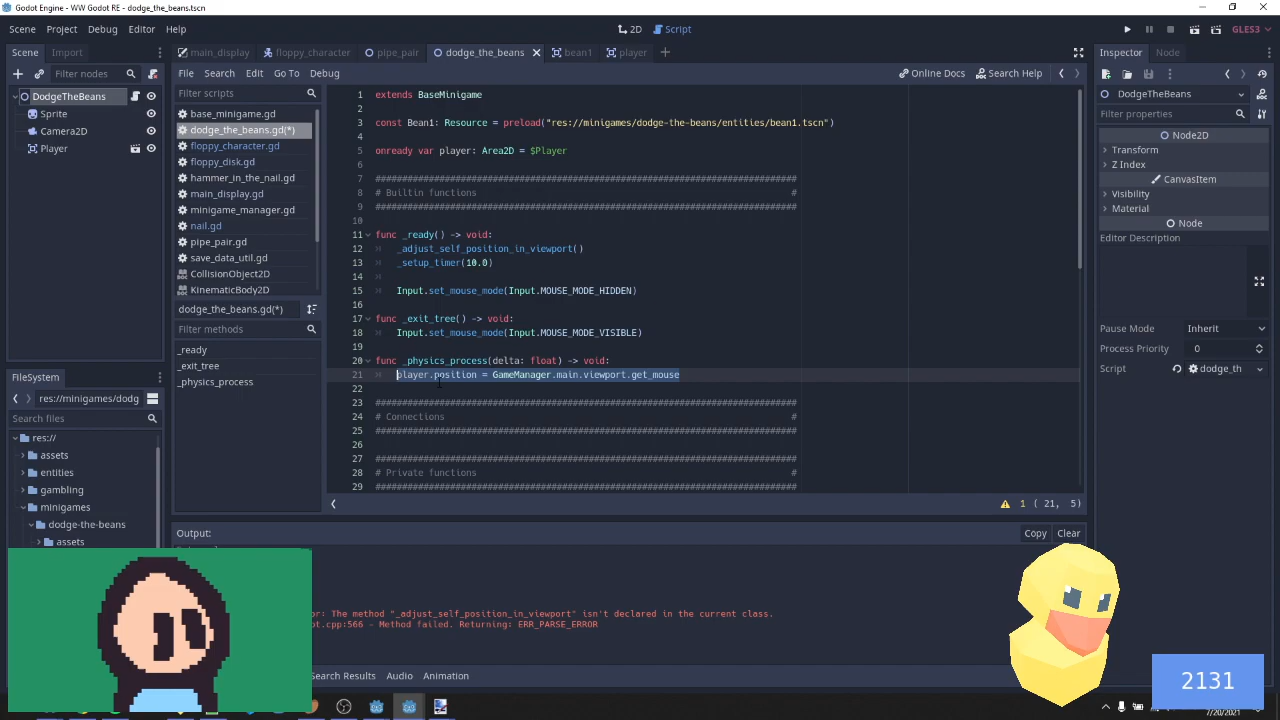 Godot Engine - WW Godot RE - dodge_the_beans.tscn
Scene Project Debug Editor Help
2D Script
GLES3
Scene Import
main_display floppy_character pipe_pair dodge_the_beans bean1 player
Inspector Node
Filter nodes
File Search Edit Go To Debug
Online Docs Search Help
DodgeTheBeans
Sprite
Camera2D
Player
Filter scripts
base_minigame.gd
dodge_the_beans.gd(*)
floppy_character.gd
floppy_disk.gd
hammer_in_the_nail.gd
main_display.gd
minigame_manager.gd
nail.gd
pipe_pair.gd
save_data_util.gd
CollisionObject2D
KinematicBody2D
dodge_the_beans.gd(*)
Filter methods
_ready
_exit_tree
_physics_process
1 extends BaseMinigame
2
3 const Bean1: Resource = preload("res://minigames/dodge-the-beans/entities/bean1.tscn")
4
5 onready var player: Area2D = $Player
6
7 ################################################################################
8 # Builtin functions #
9 ################################################################################
10
11 func _ready() -> void:
12 _adjust_self_position_in_viewport()
13 _setup_timer(10.0)
14
15 Input.set_mouse_mode(Input.MOUSE_MODE_HIDDEN)
16
17 func _exit_tree() -> void:
18 Input.set_mouse_mode(Input.MOUSE_MODE_VISIBLE)
19
20 func _physics_process(delta: float) -> void:
21 player.position = GameManager.main.viewport.get_mouse
22
23 ################################################################################
24 # Connections #
25 ################################################################################
26
27 ################################################################################
28 # Private functions #
29 ################################################################################
1 ( 21, 5)
DodgeTheBeans
Filter properties
Node2D
Transform
Z Index
CanvasItem
Visibility
Material
Node
Editor Description
Pause Mode Inherit
Process Priority 0
Script dodge_th
FileSystem
res://minigames/dodg
Search files
res://
assets
entities
gambling
minigames
dodge-the-beans
assets
Output:
Copy Clear
or: The method "_adjust_self_position_in_viewport" isn't declared in the current class.
ot.cpp:566 - Method failed. Returning: ERR_PARSE_ERROR
Search Results Audio Animation
2131
7/20/2021